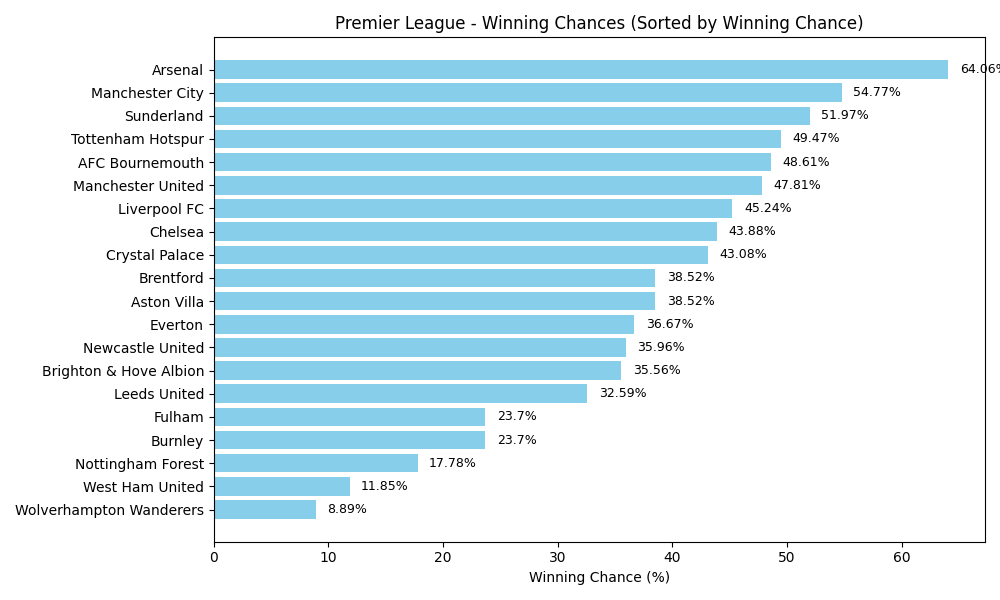 Premier League - Winning Chances (Sorted by Winning Chance)
Arsenal 64.06%
Manchester City 54.77%
Sunderland 51.97%
Tottenham Hotspur 49.47%
AFC Bournemouth 48.61%
Manchester United 47.81%
Liverpool FC 45.24%
Chelsea 43.88%
Crystal Palace 43.08%
Brentford 38.52%
Aston Villa 38.52%
Everton 36.67%
Newcastle United 35.96%
Brighton & Hove Albion 35.56%
Leeds United 32.59%
Fulham 23.7%
Burnley 23.7%
Nottingham Forest 17.78%
West Ham United 11.85%
Wolverhampton Wanderers 8.89%
0 10 20 30 40 50 60
Winning Chance (%)